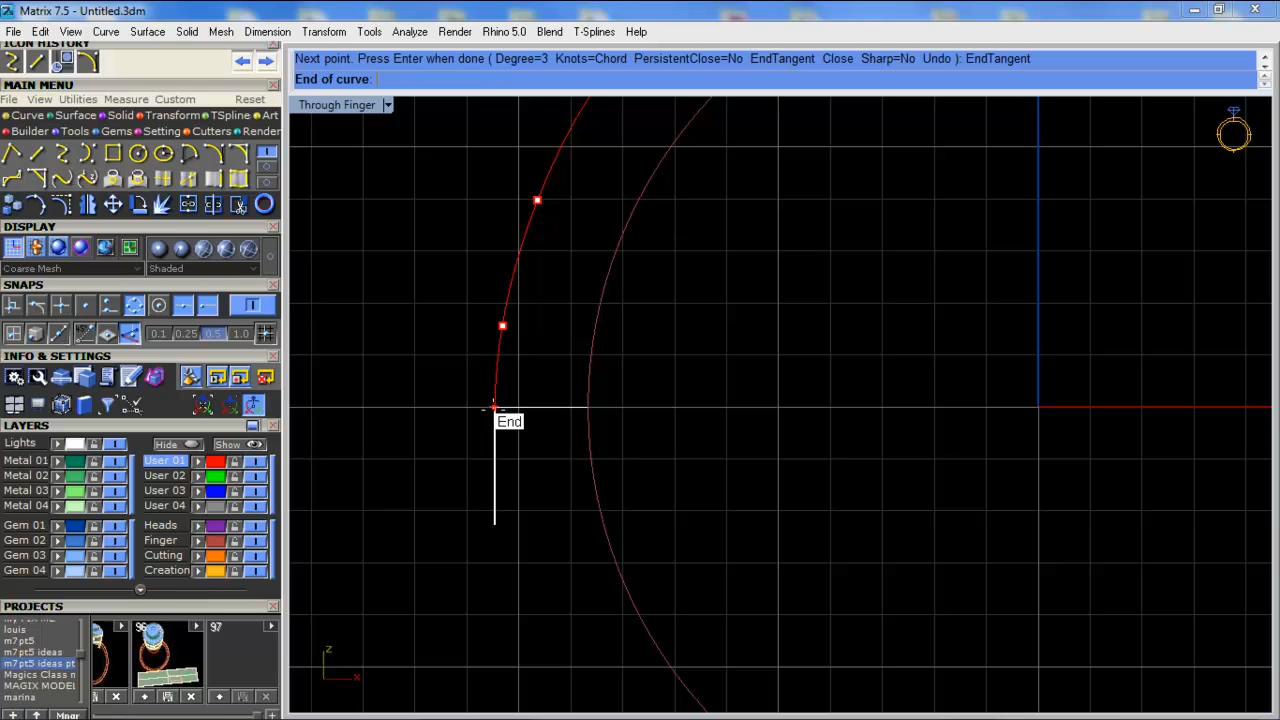 Matrix 7.5 - Untitled.3dm
File Edit View Curve Surface Solid Mesh Dimension Transform Tools Analyze Render Rhino 5.0 Blend T-Splines Help
ICON HISTORY
Next point. Press Enter when done ( Degree=3 Knots=Chord PersistentClose=No EndTangent Close Sharp=No Undo ): EndTangent
End of curve:
MAIN MENU
File View Utilities Measure Custom Reset
Curve Surface Solid Transform TSpline Art
Builder Tools Gems Setting Cutters Render
Through Finger
DISPLAY
Coarse Mesh Shaded
SNAPS
0.1 0.25 0.5 1.0
INFO & SETTINGS
End
LAYERS
Lights Hide Show
Metal 01 User 01
Metal 02 User 02
Metal 03 User 03
Metal 04 User 04
Gem 01 Heads
Gem 02 Finger
Gem 03 Cutting
Gem 04 Creation
PROJECTS
louis
m7pt5
m7pt5 ideas
m7pt5 ideas pt
Magics Class n
MAGIX MODEL
marina
96 97
Mngr
z
x